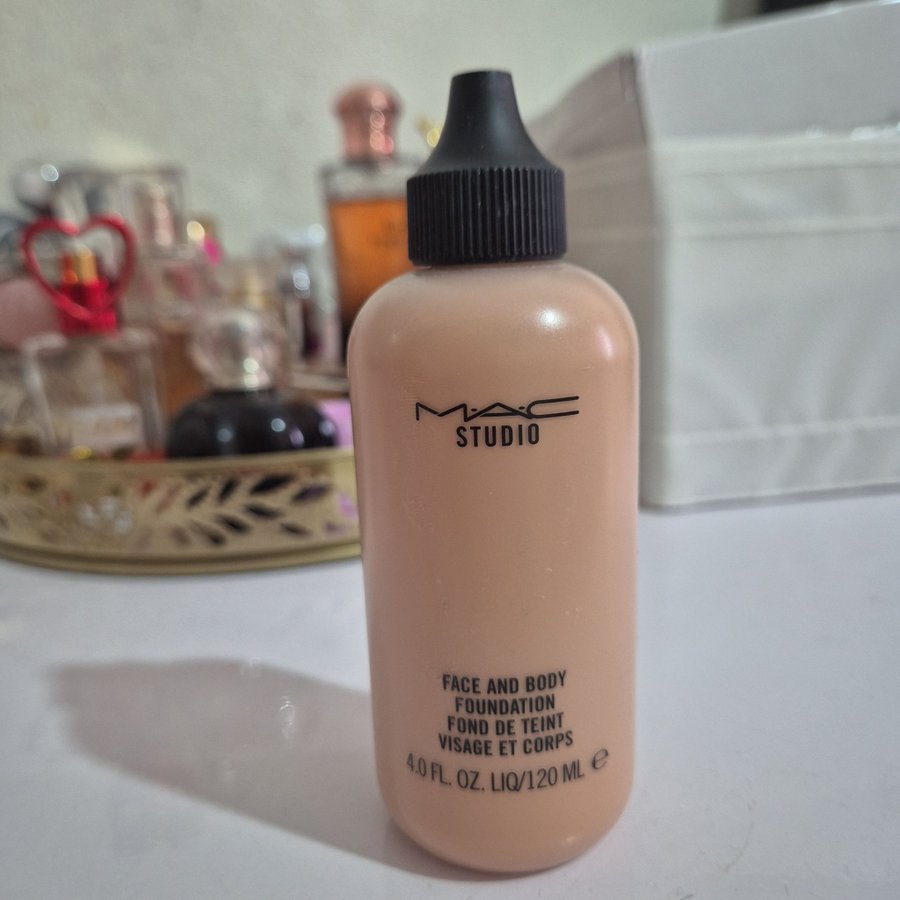 M·A·C
STUDIO
FACE AND BODY
FOUNDATION
FOND DE TEINT
VISAGE ET CORPS
4.0 FL. OZ. LIQ/120 ML ℮